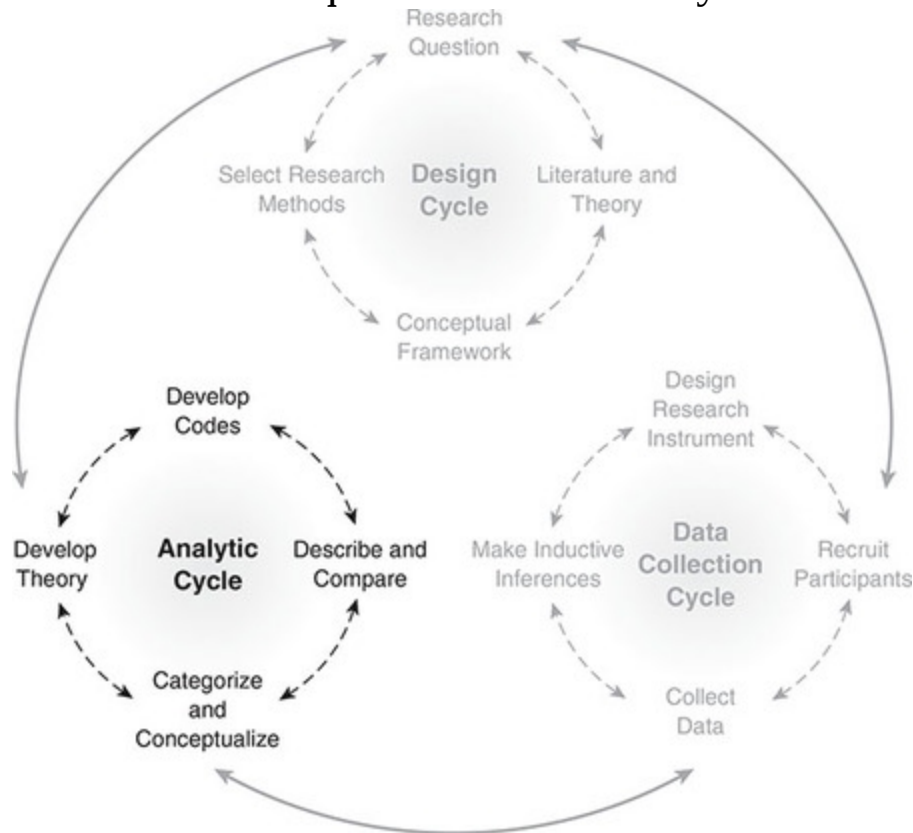 Research
Question
Select Research
Methods
Design
Cycle
Literature and
Theory
Conceptual
Framework
Develop
Codes
Develop
Theory
Analytic
Cycle
Describe and
Compare
Categorize
and
Conceptualize
Design
Research
Instrument
Make Inductive
Inferences
Data
Collection
Cycle
Recruit
Participants
Collect
Data